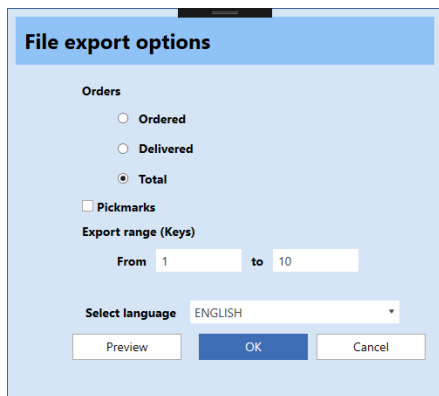 File export options
Orders
Ordered
Delivered
Total
Pickmarks
Export range (Keys)
From 1 to 10
Select language ENGLISH
Preview OK Cancel